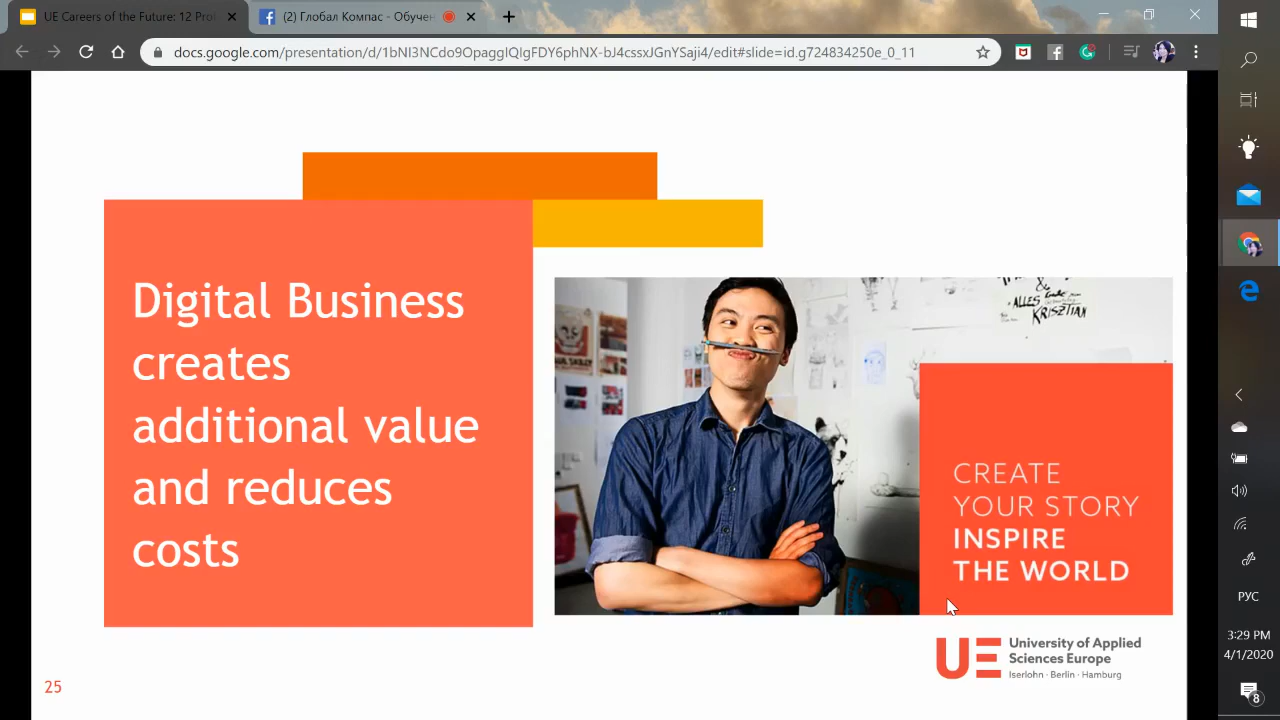 UE Careers of the Future: 12 Prof
(2) Глобал Компас - Обучен
docs.google.com/presentation/d/1bNI3NCdo9OpaggIQIgFDY6phNX-bJ4cssxJGnYSaji4/edit#slide=id.g724834250e_0_11
Digital Business
creates
additional value
and reduces
costs
&
ALLES
KRISZTIAN
CREATE
YOUR STORY
INSPIRE
THE WORLD
UE University of Applied
Sciences Europe
Iserlohn · Berlin · Hamburg
25
РУС
3:29 PM
4/1/2020
8